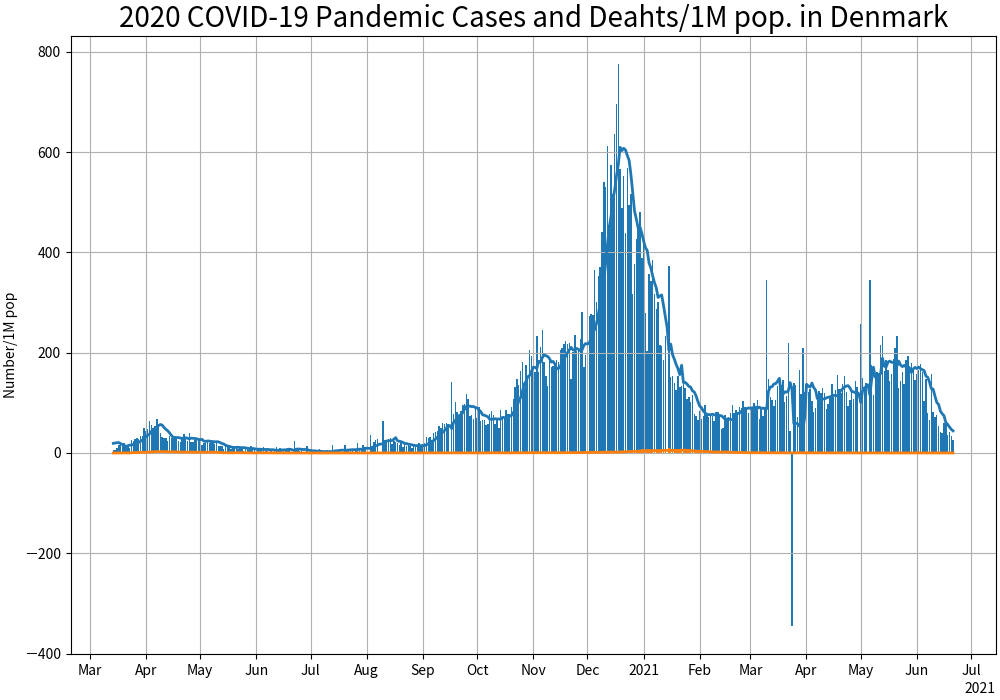 2020 COVID-19 Pandemic Cases and Deahts/1M pop. in Denmark
800
600
400
200
0
−200
−400
Number/1M pop
Mar Apr May Jun Jul Aug Sep Oct Nov Dec 2021 Feb Mar Apr May Jun Jul
2021